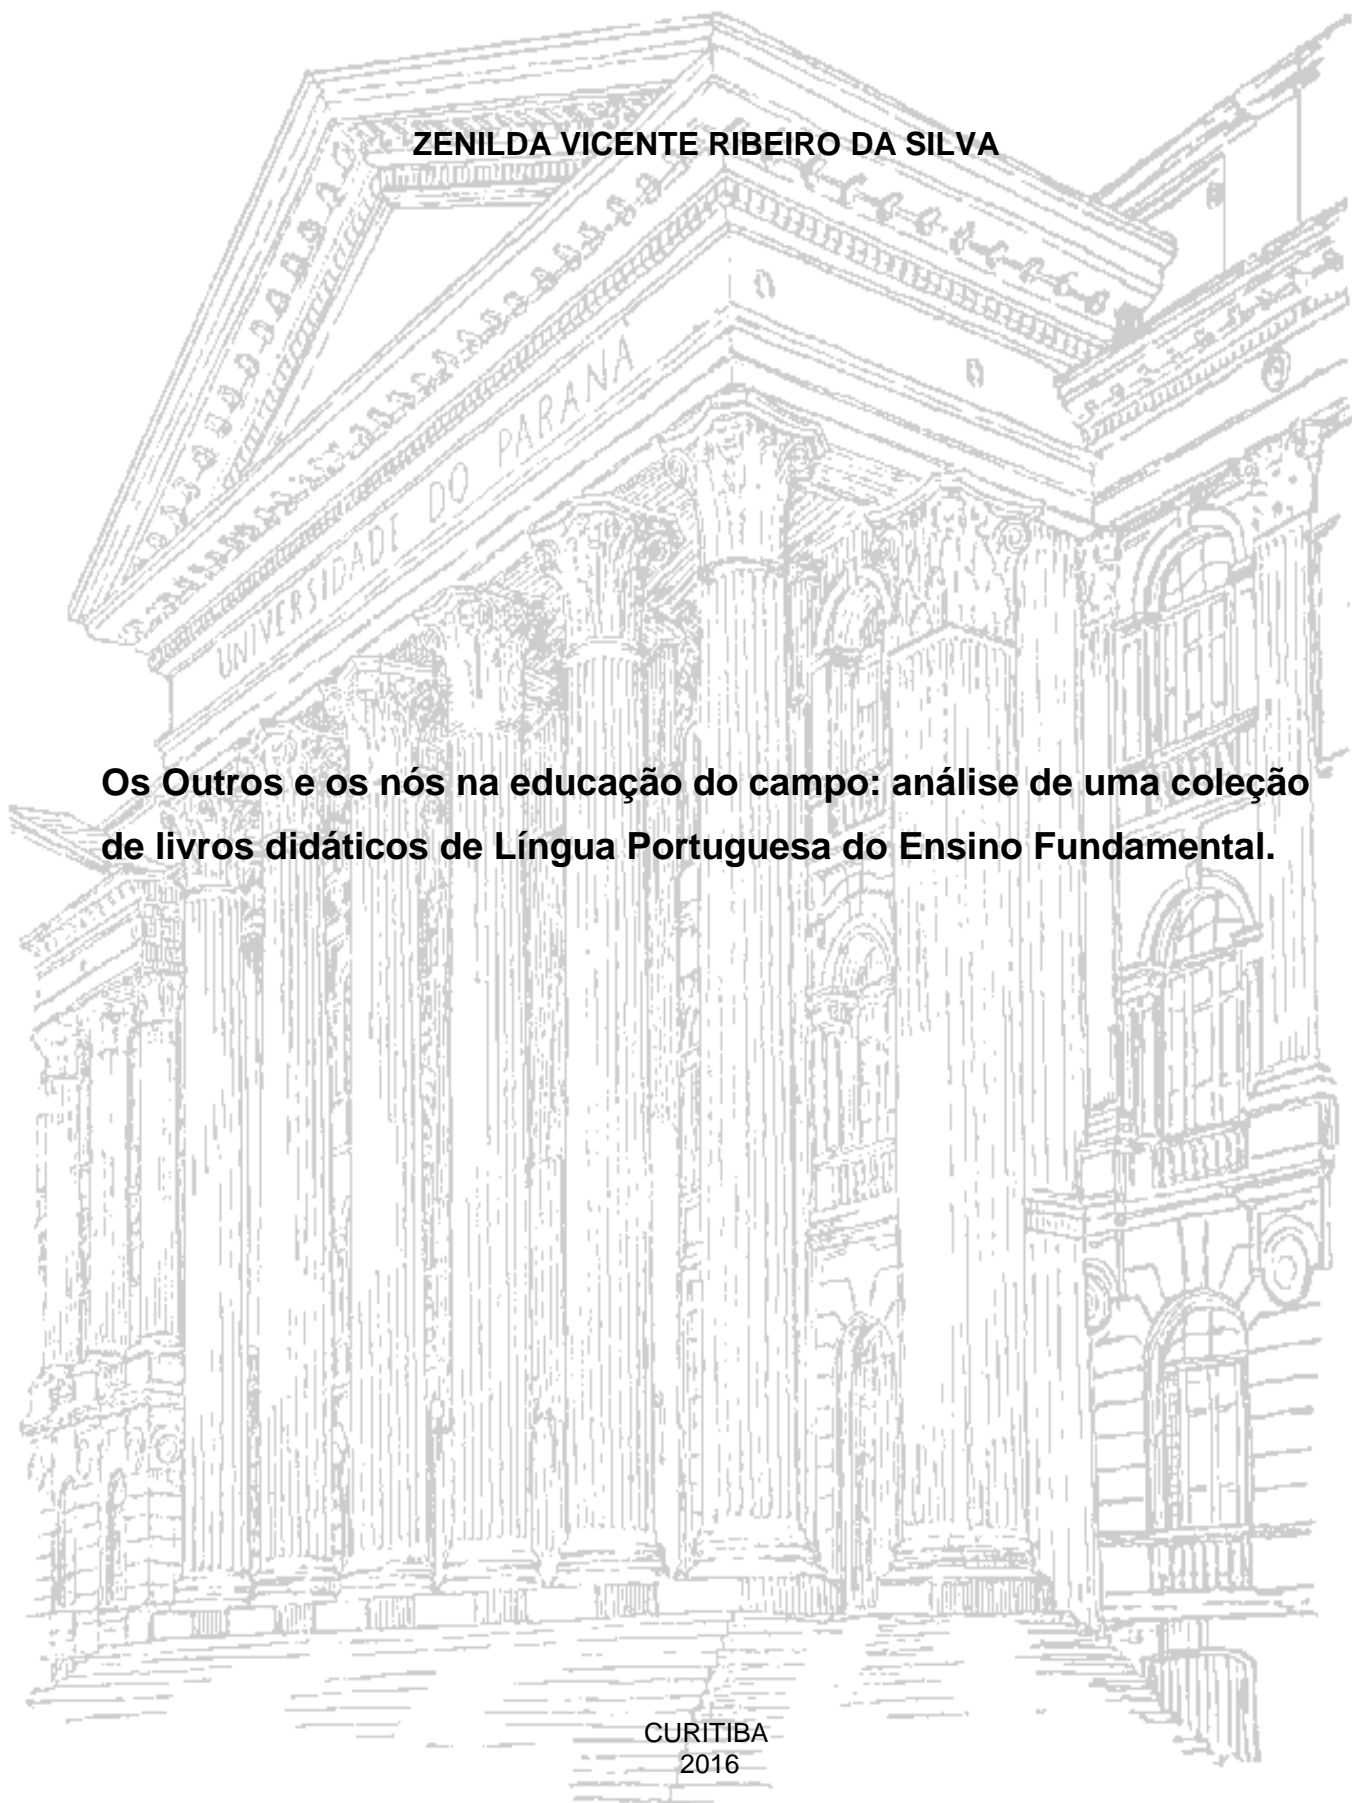 ZENILDA VICENTE RIBEIRO DA SILVA
UNIVERSIDADE DO PARANÁ
Os Outros e os nós na educação do campo: análise de uma coleção
de livros didáticos de Língua Portuguesa do Ensino Fundamental.
CURITIBA
2016